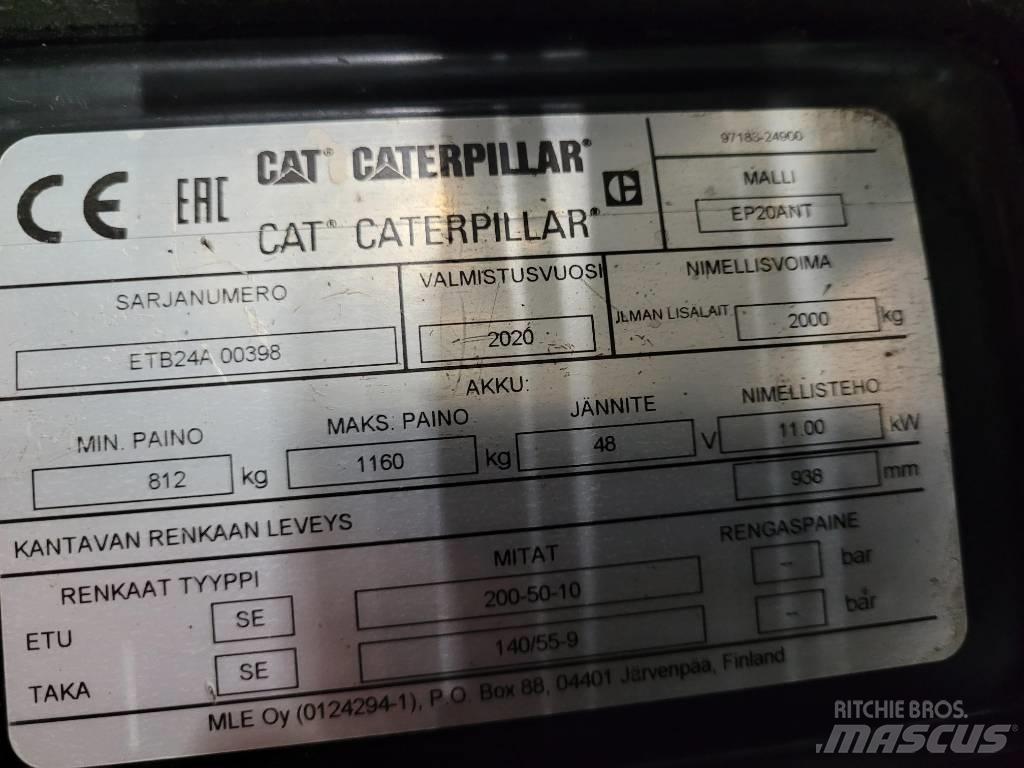 CE EAC CAT® CATERPILLAR® 97183-24900
CAT® CATERPILLAR®
MALLI
EP20ANT
SARJANUMERO
ETB24A 00398
VALMISTUSVUOSI
2020
NIMELLISVOIMA
ILMAN LISÄLAIT. 2000 kg
AKKU:
MIN. PAINO MAKS. PAINO JÄNNITE NIMELLISTEHO
812 kg 1160 kg 48 V 11.00 kW
KANTAVAN RENKAAN LEVEYS 938 mm
RENKAAT TYYPPI MITAT RENGASPAINE
ETU SE 200-50-10 -- bar
TAKA SE 140/55-9 -- bar
MLE Oy (0124294-1), P.O. Box 88, 04401 Järvenpää, Finland
RITCHIE BROS.
MASCUS